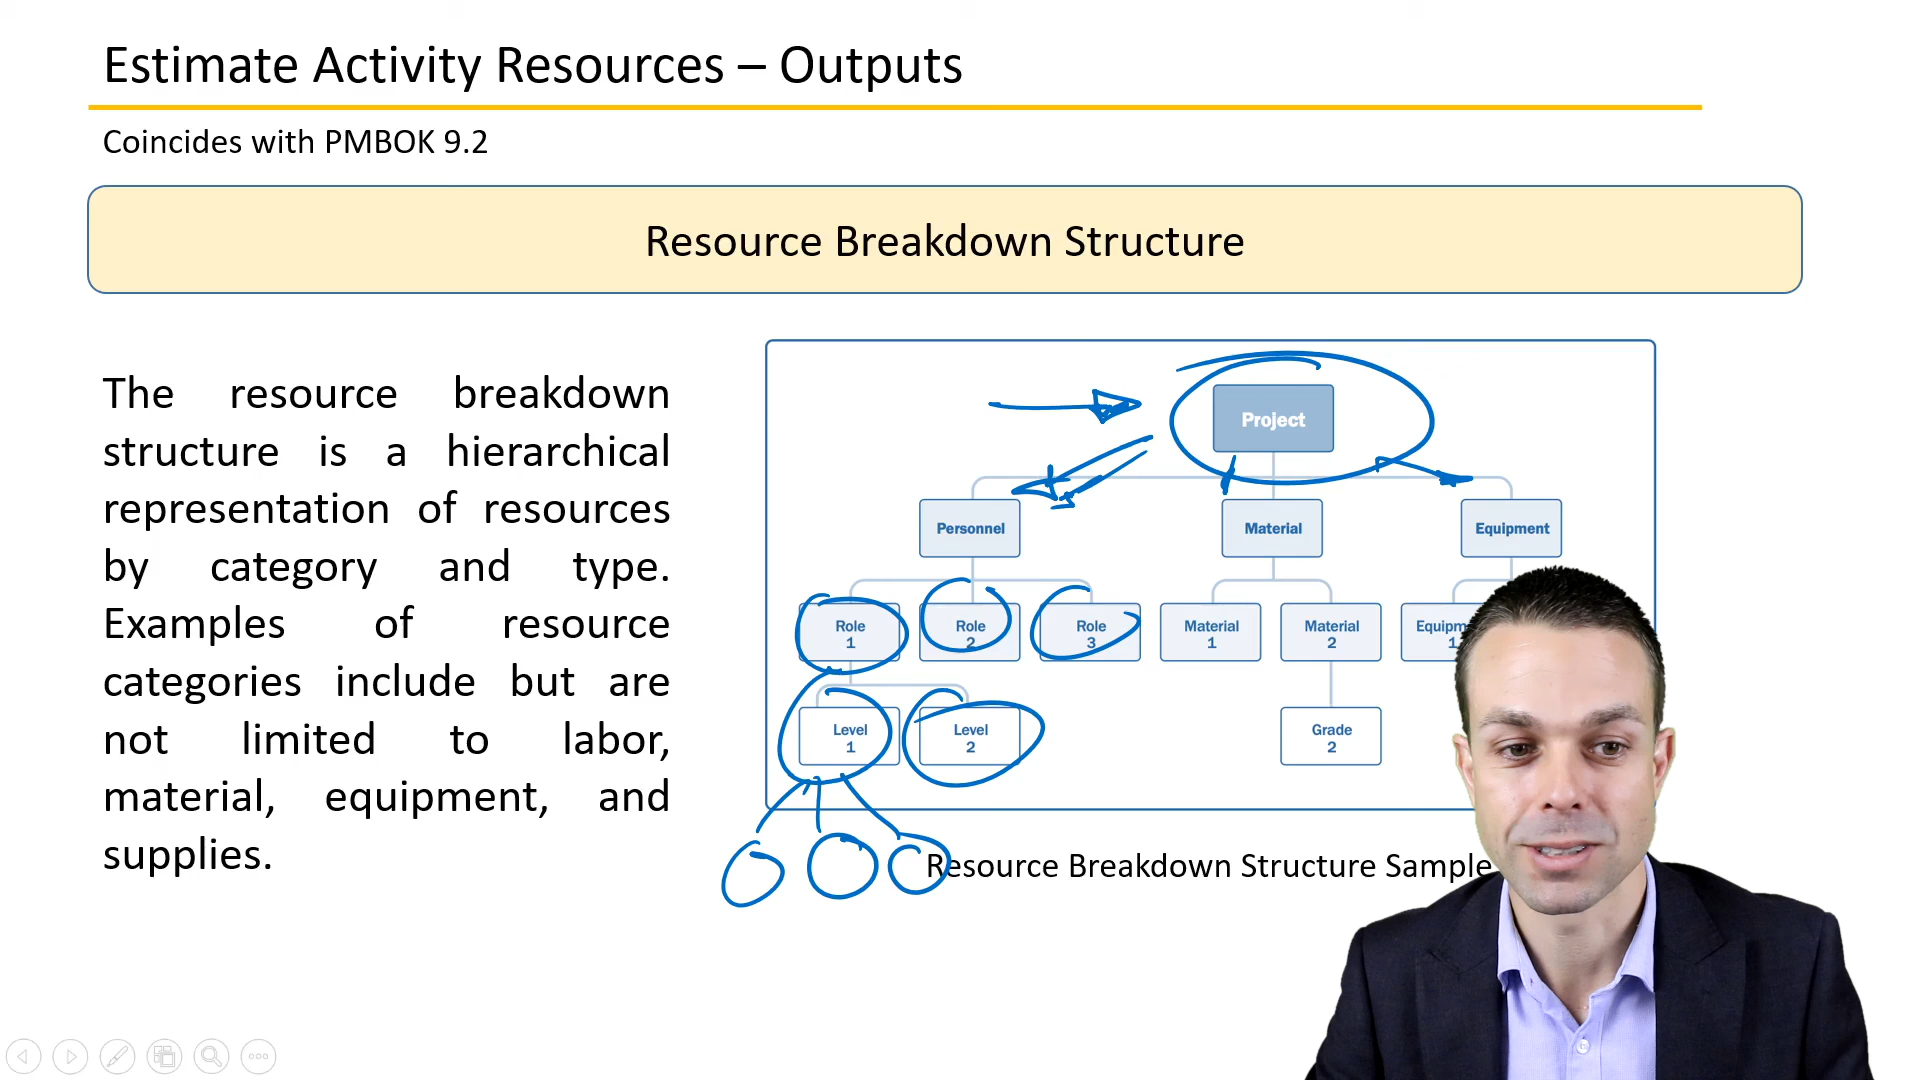 Estimate Activity Resources – Outputs
Coincides with PMBOK 9.2
Resource Breakdown Structure
The resource breakdown
structure is a hierarchical
representation of resources
by category and type.
Examples of resource
categories include but are
not limited to labor,
material, equipment, and
supplies.
Project
Personnel Material Equipment
Role 1
Role 2
Role 3
Material 1
Material 2
Level 1
Level 2
Grade 2
Resource Breakdown Structure Sample